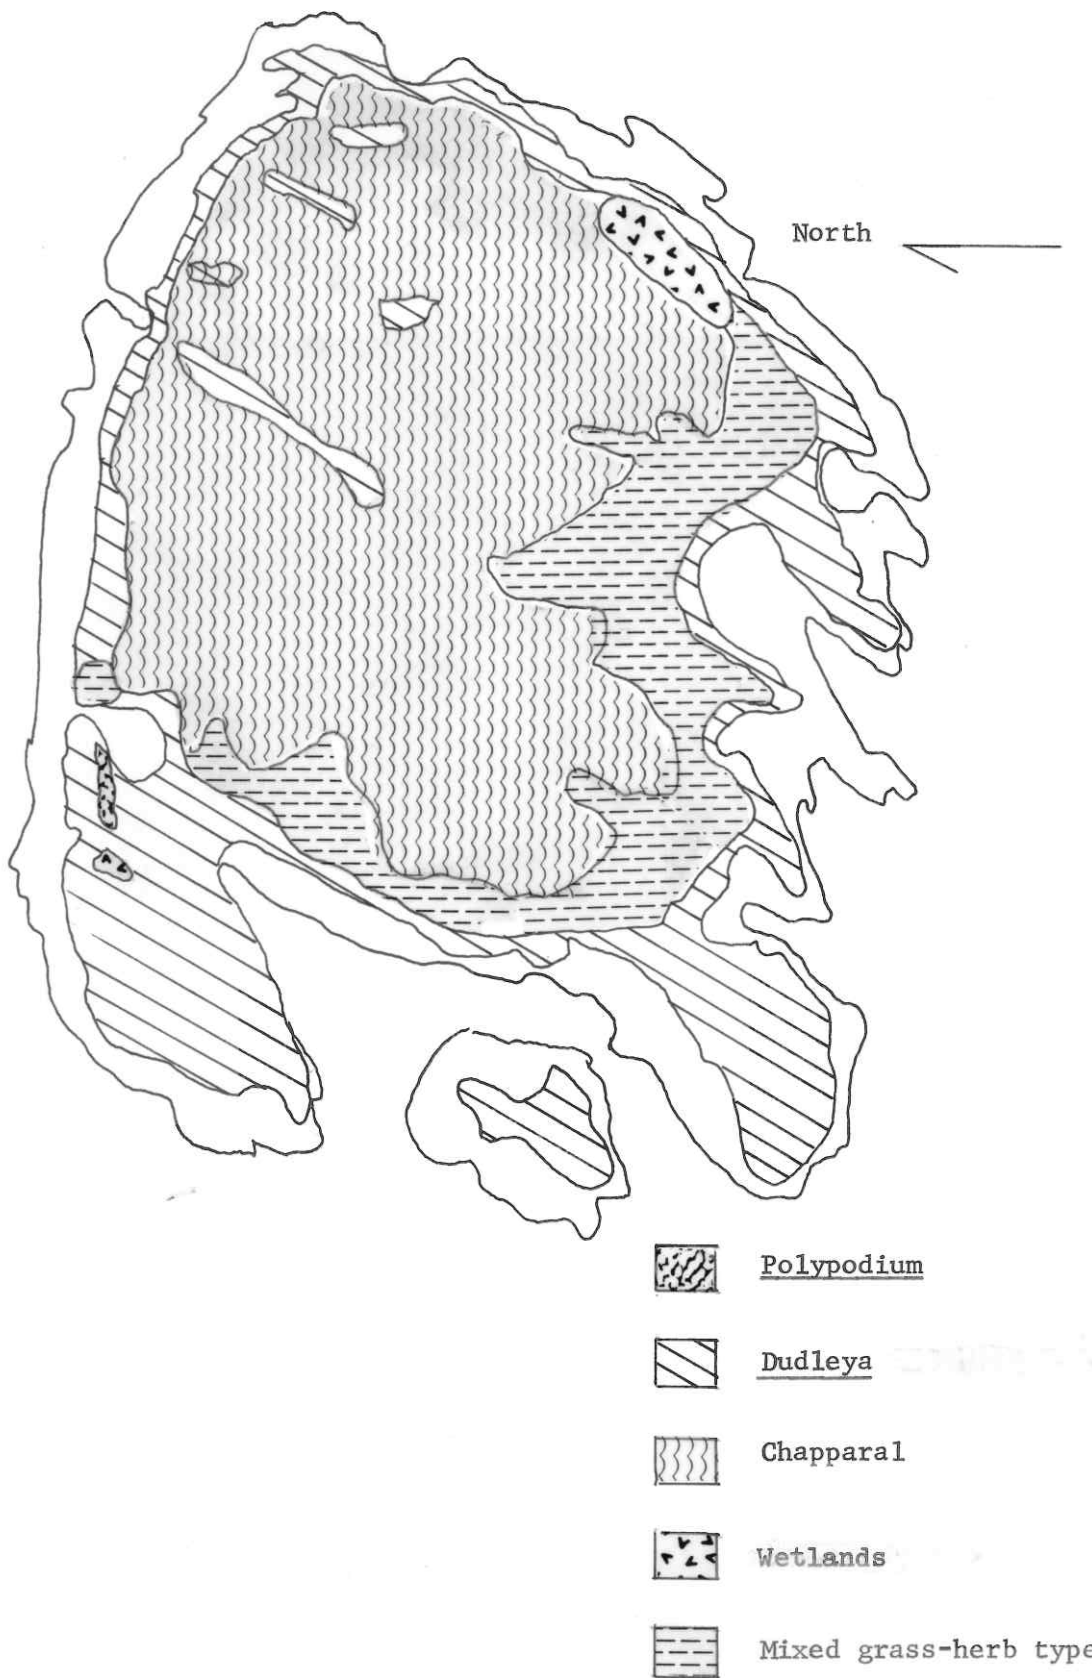 North
Polypodium
Dudleya
Chapparal
Wetlands
Mixed grass-herb type